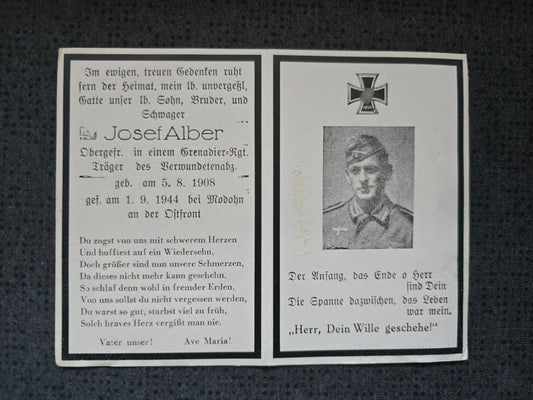 Im ewigen, treuen Gedenken ruht
fern der Heimat, mein lb. unvergeßl.
Gatte unser lb. Sohn, Bruder, und
Schwager
Josef Alber
Obergefr. in einem Grenadier=Rgt.
Träger des Verwundetenabz.
geb. am 5. 8. 1908
gef. am 1. 9. 1944 bei Modohn
an der Ostfront
Du zogst von uns mit schwerem Herzen
Und hofftest auf ein Wiedersehn,
Doch größer sind nun unsere Schmerzen,
Da dieses nicht mehr kann geschehn.
So schlaf denn wohl in fremder Erden,
Von uns sollst du nicht vergessen werden,
Du warst so gut, starbst viel zu früh,
Solch braves Herz vergißt man nie.
Vater unser! Ave Maria!
Der Anfang, das Ende o Herr
sind Dein
Die Spanne dazwischen, das Leben
war mein.
„Herr, Dein Wille geschehe!"